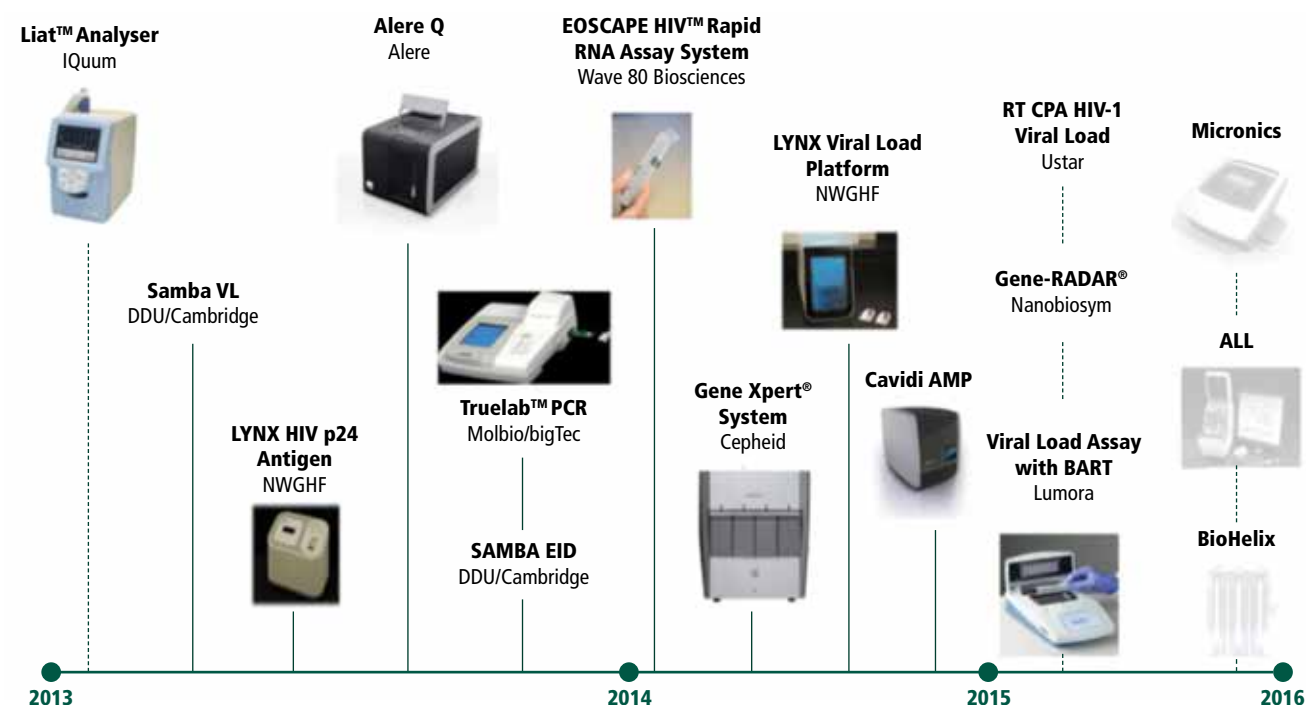 Liat™ Analyser
IQuum
Samba VL
DDU/Cambridge
LYNX HIV p24
Antigen
NWGHF
Alere Q
Alere
Truelab™ PCR
Molbio/bigTec
SAMBA EID
DDU/Cambridge
EOSCAPE HIV™ Rapid
RNA Assay System
Wave 80 Biosciences
Gene Xpert®
System
Cepheid
LYNX Viral Load
Platform
NWGHF
Cavidi AMP
RT CPA HIV-1
Viral Load
Ustar
Gene-RADAR®
Nanobiosym
Viral Load Assay
with BART
Lumora
Micronics
ALL
BioHelix
2013
2014
2015
2016